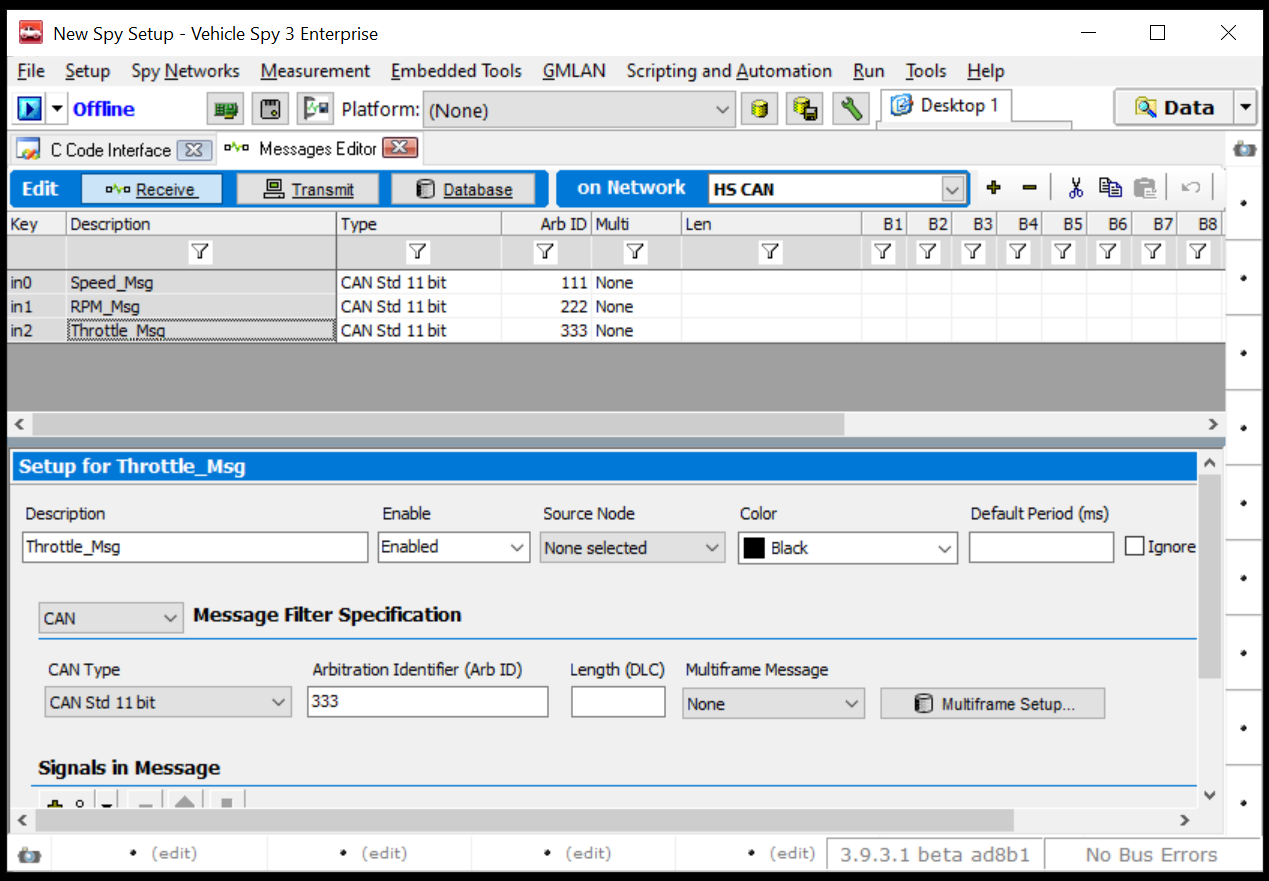 New Spy Setup - Vehicle Spy 3 Enterprise
File Setup Spy Networks Measurement Embedded Tools GMLAN Scripting and Automation Run Tools Help
Offline Platform: (None) Desktop 1 Data
C Code Interface Messages Editor
Edit Receive Transmit Database on Network HS CAN
Key Description Type Arb ID Multi Len B1 B2 B3 B4 B5 B6 B7 B8
in0 Speed_Msg CAN Std 11 bit 111 None
in1 RPM_Msg CAN Std 11 bit 222 None
in2 Throttle_Msg CAN Std 11 bit 333 None
Setup for Throttle_Msg
Description Enable Source Node Color Default Period (ms)
Throttle_Msg Enabled None selected Black Ignore
CAN Message Filter Specification
CAN Type Arbitration Identifier (Arb ID) Length (DLC) Multiframe Message
CAN Std 11 bit 333 None Multiframe Setup...
Signals in Message
(edit) (edit) (edit) (edit) 3.9.3.1 beta ad8b1 No Bus Errors